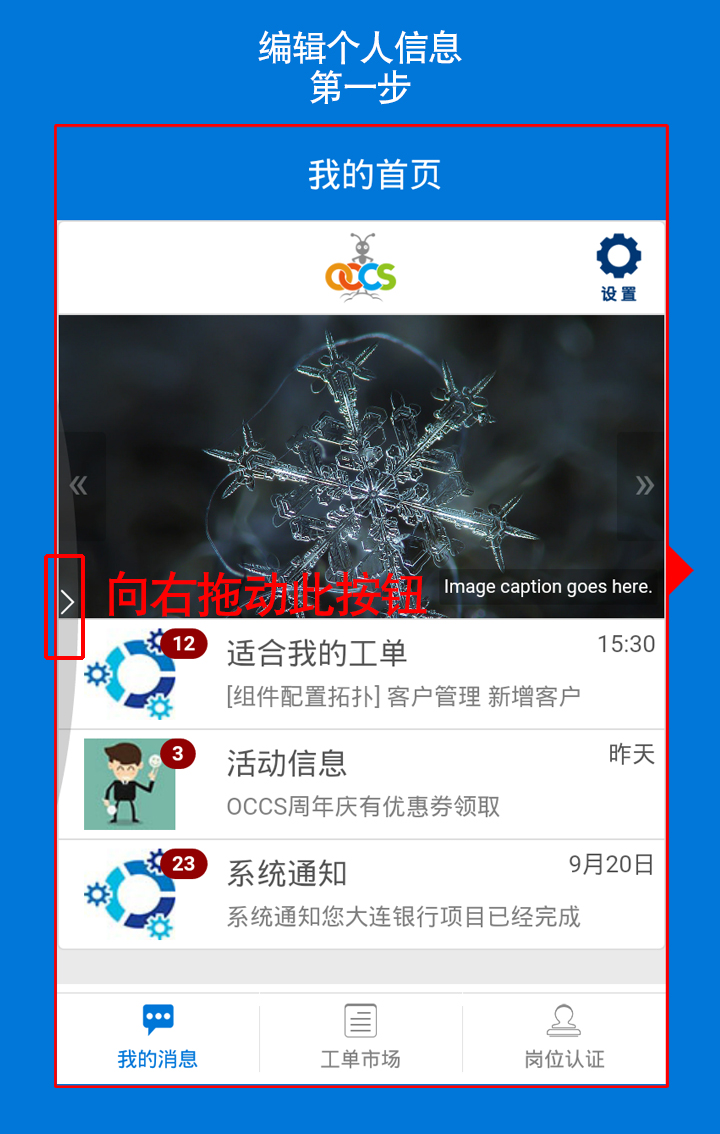 编辑个人信息
第一步
我的首页
OCCS
设置
«
»
向右拖动此按钮
Image caption goes here.
12
适合我的工单
15:30
[组件配置拓扑] 客户管理 新增客户
3
活动信息
昨天
OCCS周年庆有优惠券领取
23
系统通知
9月20日
系统通知您大连银行项目已经完成
我的消息
工单市场
岗位认证